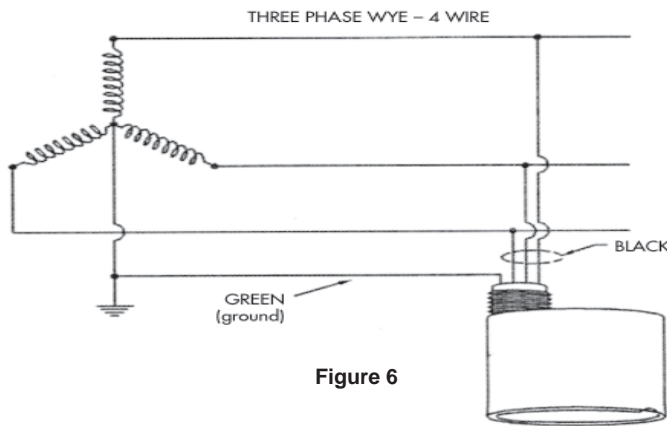 THREE PHASE WYE – 4 WIRE
BLACK
GREEN
(ground)
Figure 6